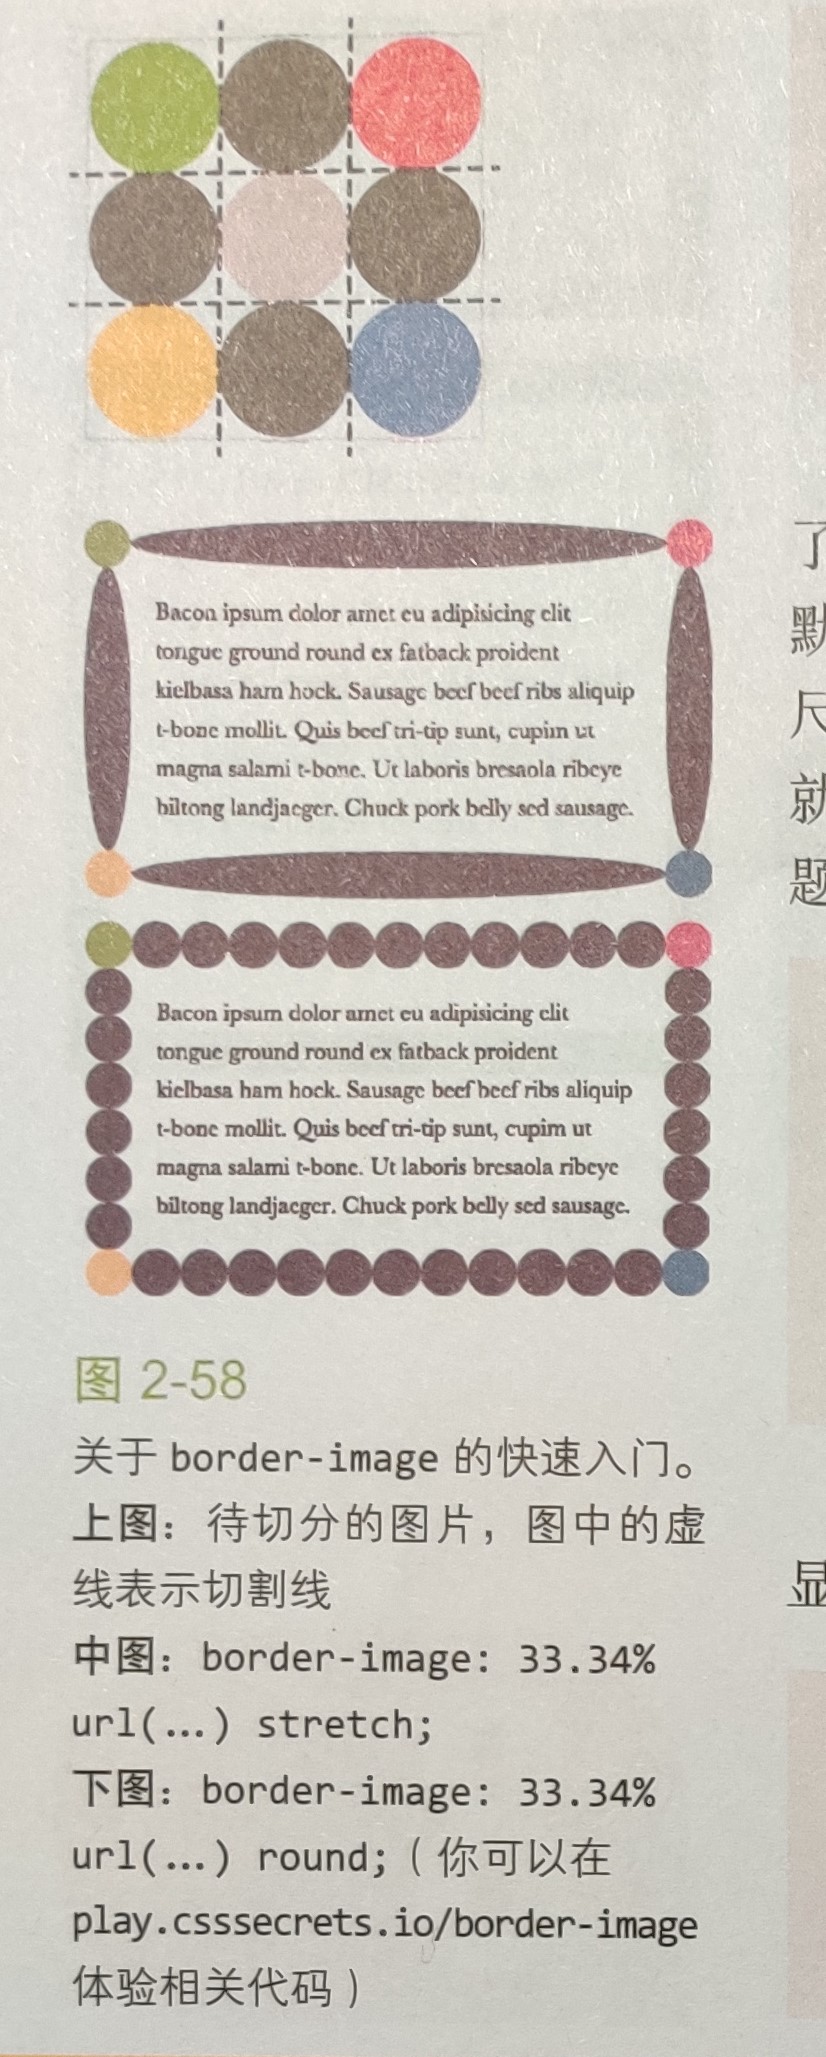 Bacon ipsum dolor amet eu adipisicing elit
tongue ground round ex fatback proident
kielbasa ham hock. Sausage beef beef ribs aliquip
t-bone mollit. Quis beef tri-tip sunt, cupim ut
magna salami t-bone. Ut laboris bresaola ribeye
biltong landjaeger. Chuck pork belly sed sausage.
Bacon ipsum dolor amet eu adipisicing elit
tongue ground round ex fatback proident
kielbasa ham hock. Sausage beef beef ribs aliquip
t-bone mollit. Quis beef tri-tip sunt, cupim ut
magna salami t-bone. Ut laboris bresaola ribeye
biltong landjaeger. Chuck pork belly sed sausage.
图 2-58
关于 border-image 的快速入门。
上图：待切分的图片，图中的虚
线表示切割线
中图：border-image: 33.34%
url(...) stretch;
下图：border-image: 33.34%
url(...) round;（你可以在
play.csssecrets.io/border-image
体验相关代码）
了
默
尺
就
题
显